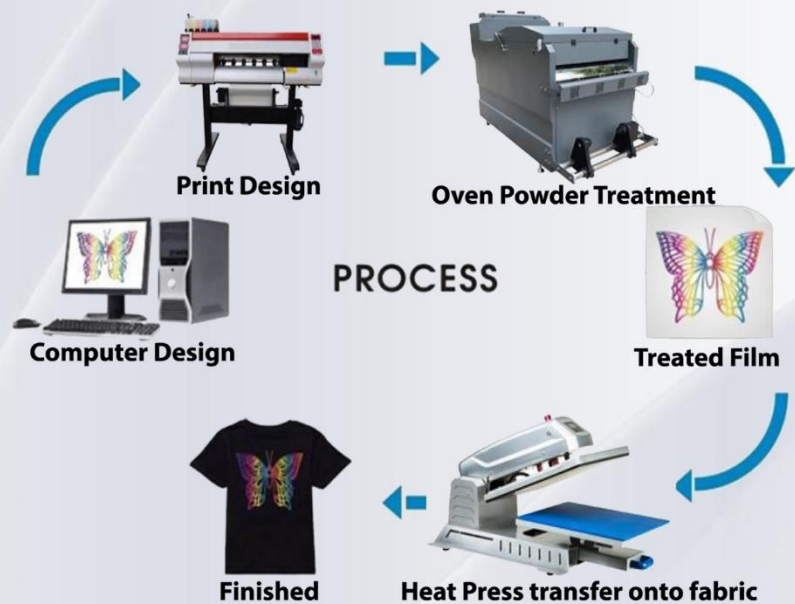 Print Design
Oven Powder Treatment
PROCESS
Computer Design
Treated Film
Finished
Heat Press transfer onto fabric